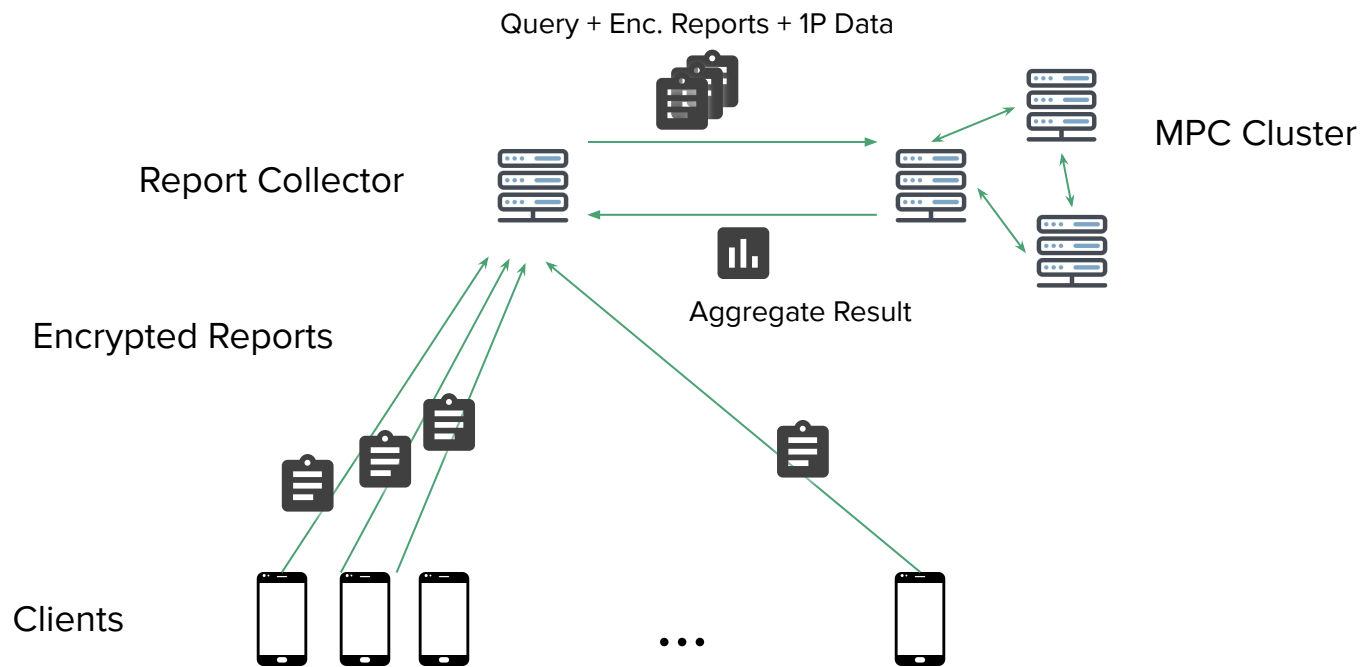 Query + Enc. Reports + 1P Data
MPC Cluster
Report Collector
Aggregate Result
Encrypted Reports
Clients
...